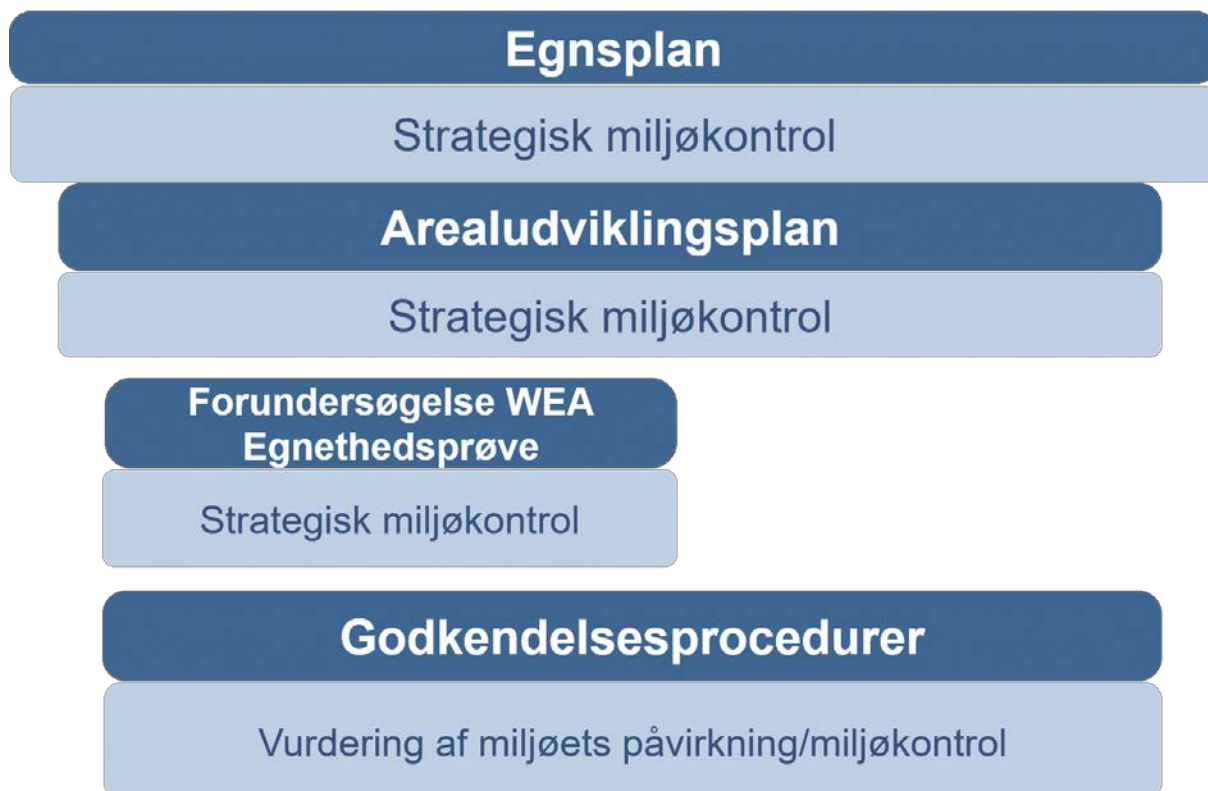 Egnsplan
Strategisk miljøkontrol
Arealudviklingsplan
Strategisk miljøkontrol
Forundersøgelse WEA
Egnethedsprøve
Strategisk miljøkontrol
Godkendelsesprocedurer
Vurdering af miljøets påvirkning/miljøkontrol